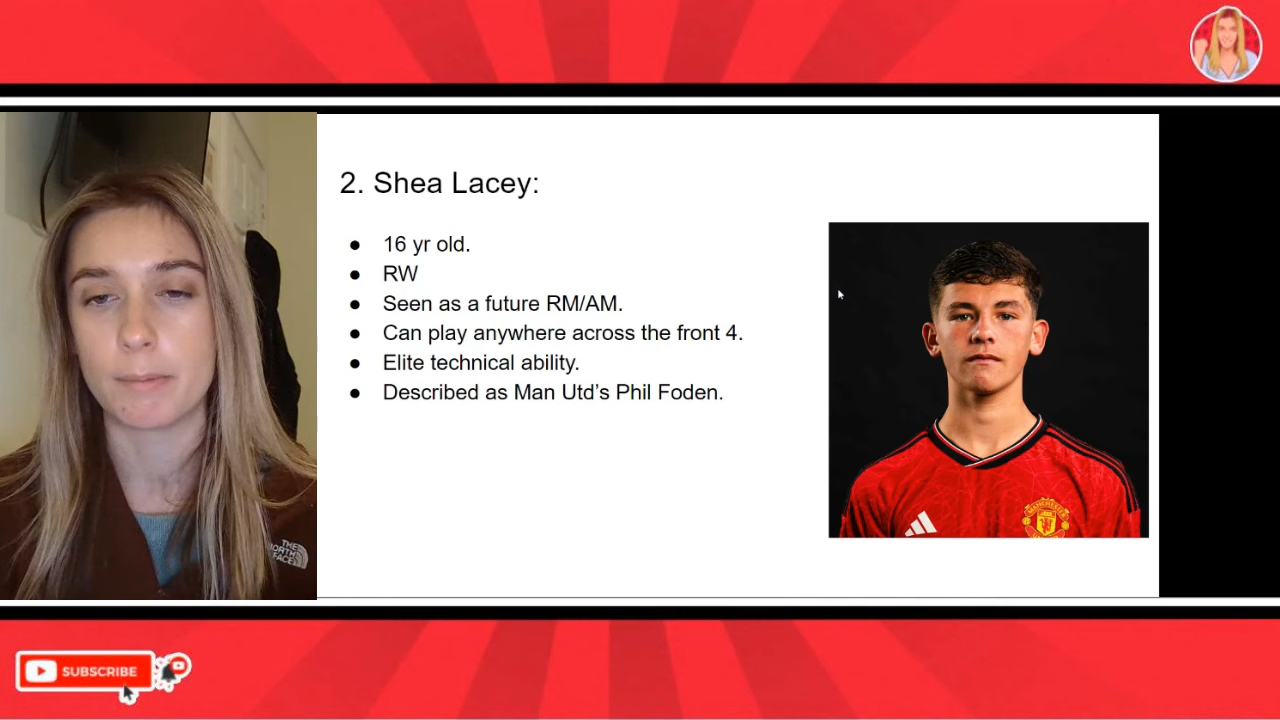 2. Shea Lacey:
● 16 yr old.
● RW
● Seen as a future RM/AM.
● Can play anywhere across the front 4.
● Elite technical ability.
● Described as Man Utd’s Phil Foden.
THE
NORTH
FACE
MANCHESTER
SUBSCRIBE